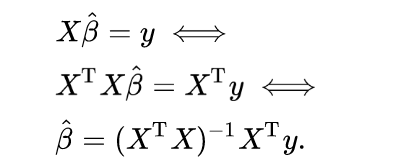 Xβ̂ = y ⟺
XᵀXβ̂ = Xᵀy ⟺
β̂ = (XᵀX)⁻¹Xᵀy.